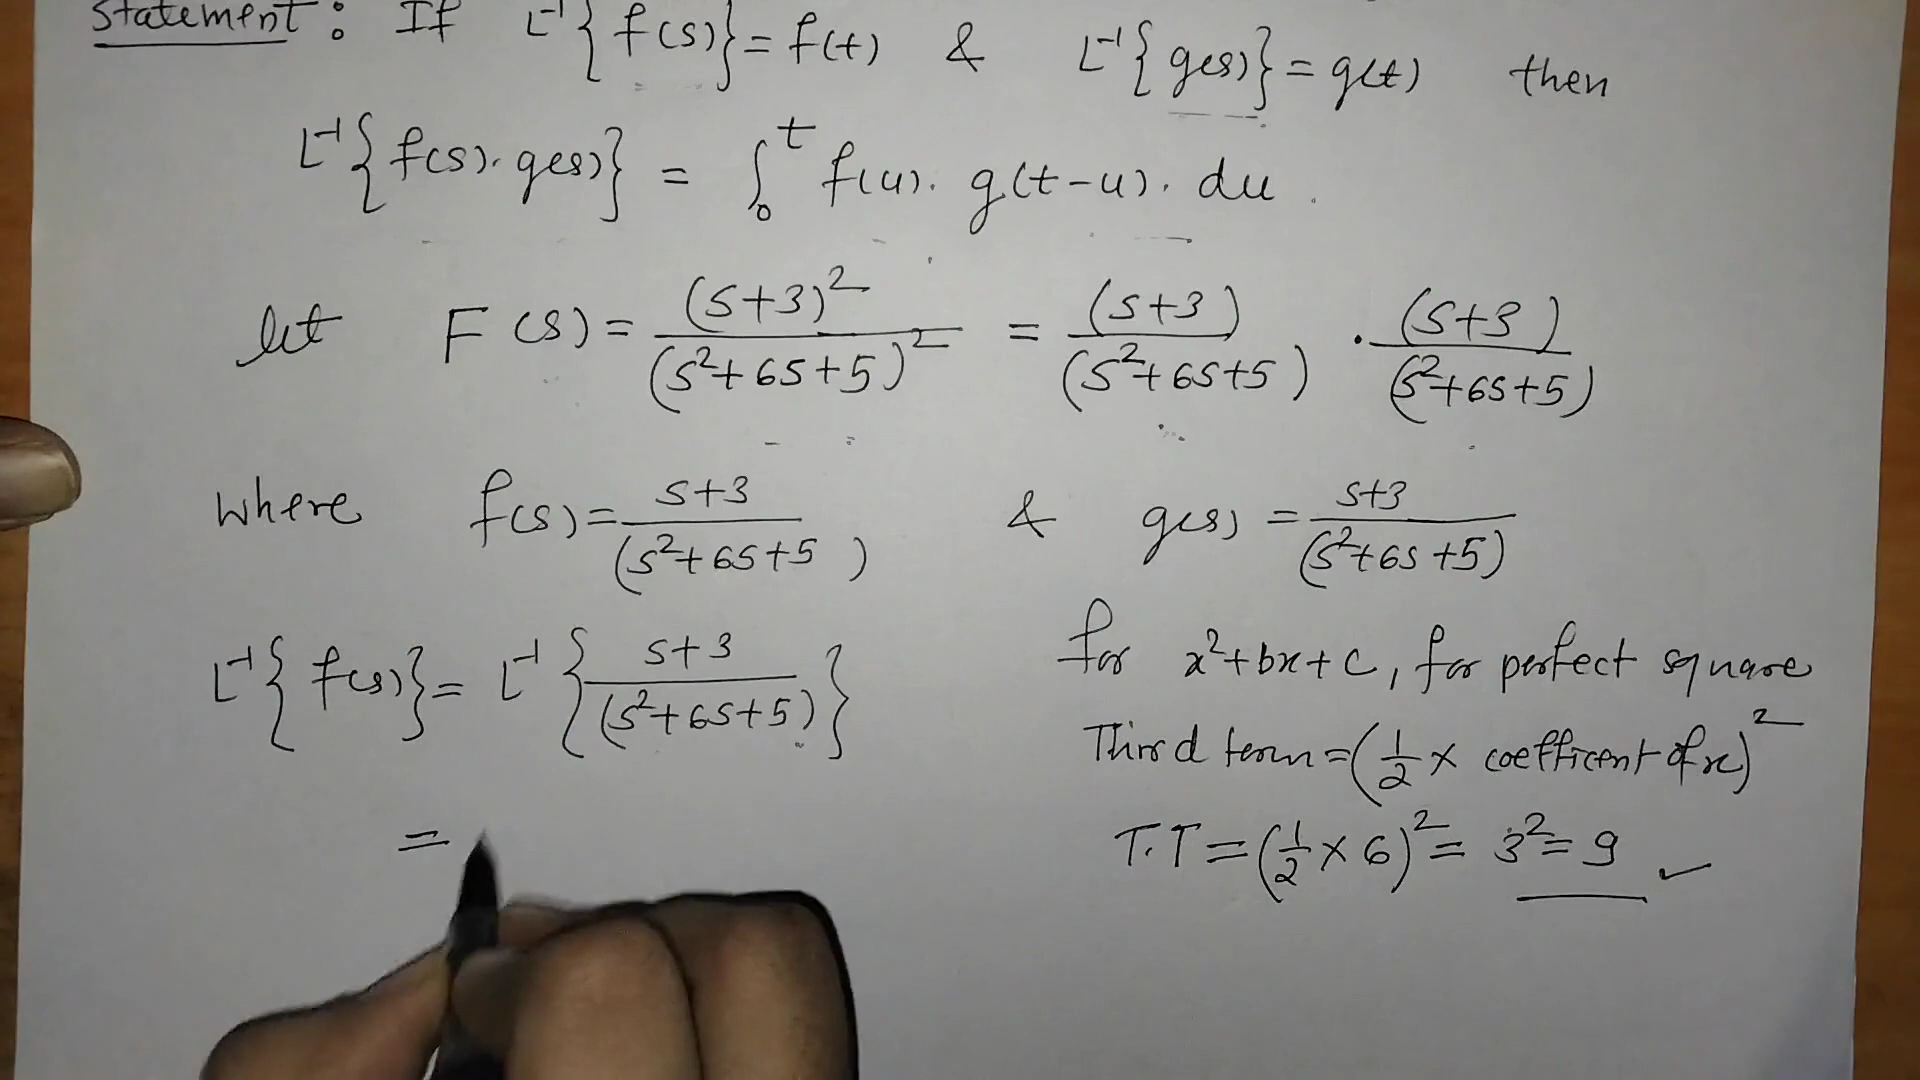 Statement : If L⁻¹{f(s)} = f(t) & L⁻¹{g(s)} = g(t) then
L⁻¹{f(s). g(s)} = ∫₀ᵗ f(u). g(t-u). du.
let F(s) = (s+3)²/(s²+6s+5)² = (s+3)/(s²+6s+5) . (s+3)/(s²+6s+5)
where f(s) = s+3/(s²+6s+5) & g(s) = s+3/(s²+6s+5)
L⁻¹{f(s)} = L⁻¹{s+3/(s²+6s+5)}
for x²+bx+c, for perfect square
Third term = (1/2 × coefficent of x)²
= T.T = (1/2 × 6)² = 3² = 9 ✓